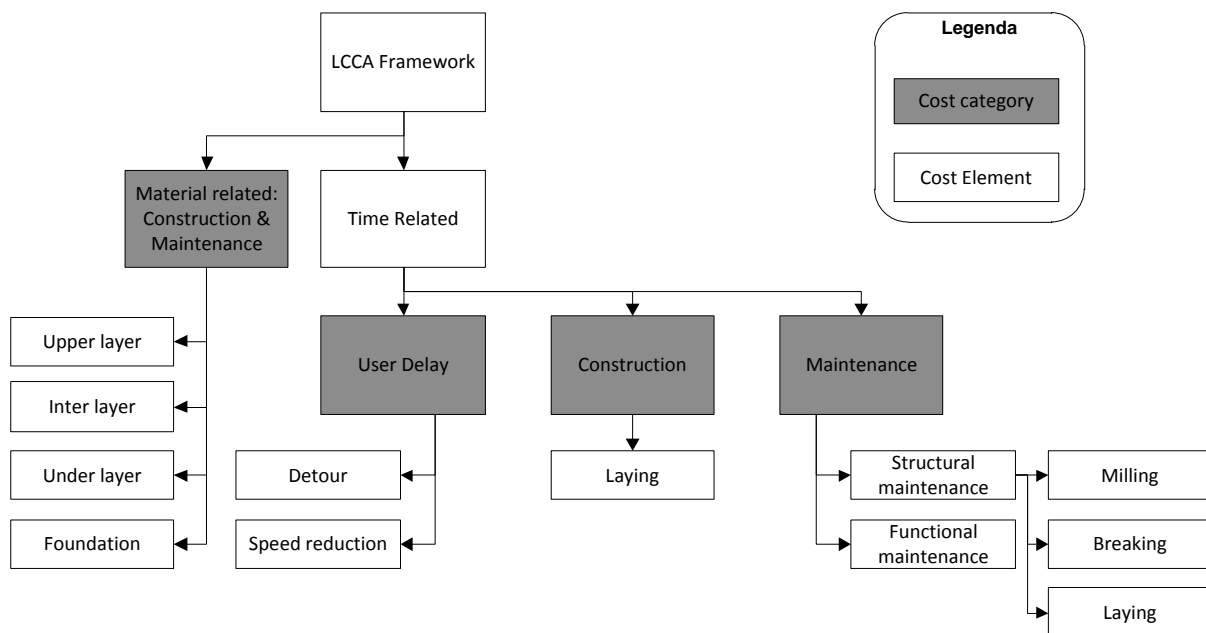 LCCA Framework
Legenda
Cost category
Cost Element
Material related:
Construction &
Maintenance
Time Related
Upper layer
Inter layer
Under layer
Foundation
User Delay
Construction
Maintenance
Detour
Speed reduction
Laying
Structural
maintenance
Functional
maintenance
Milling
Breaking
Laying